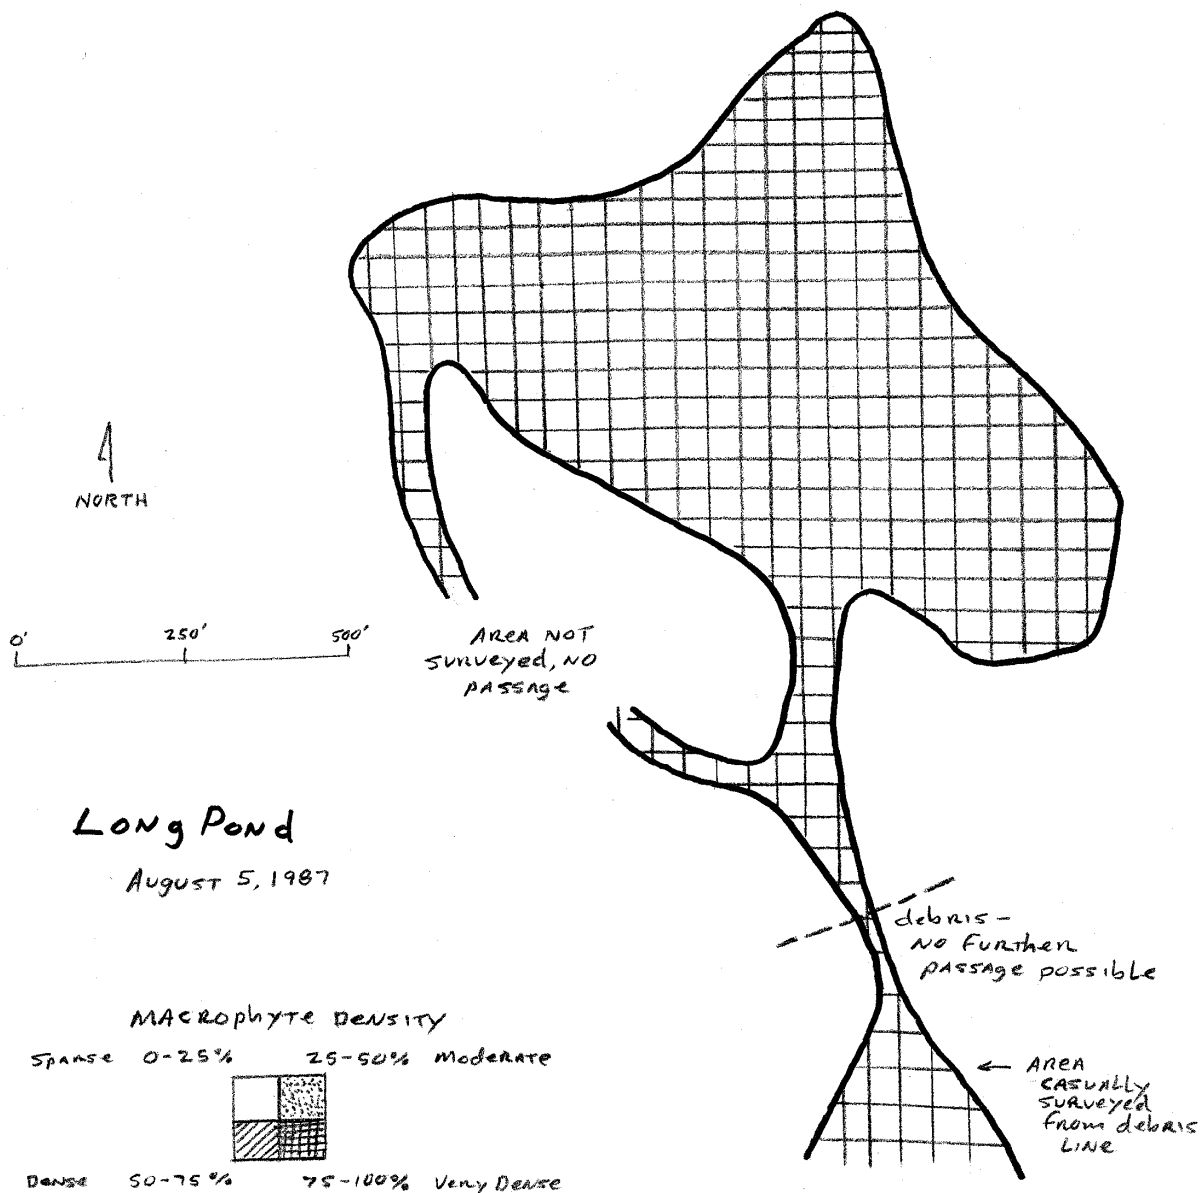 NORTH
0' 250' 500'
AREA NOT
SURVEYED, NO
PASSAGE
Long Pond
August 5, 1987
debris –
NO FURTHER
PASSAGE POSSIBLE
MACROPHYTE DENSITY
Sparse 0-25% 25-50% Moderate
Dense 50-75% 75-100% Very Dense
← AREA
CASUALLY
SURVEYED
FROM debris
LINE